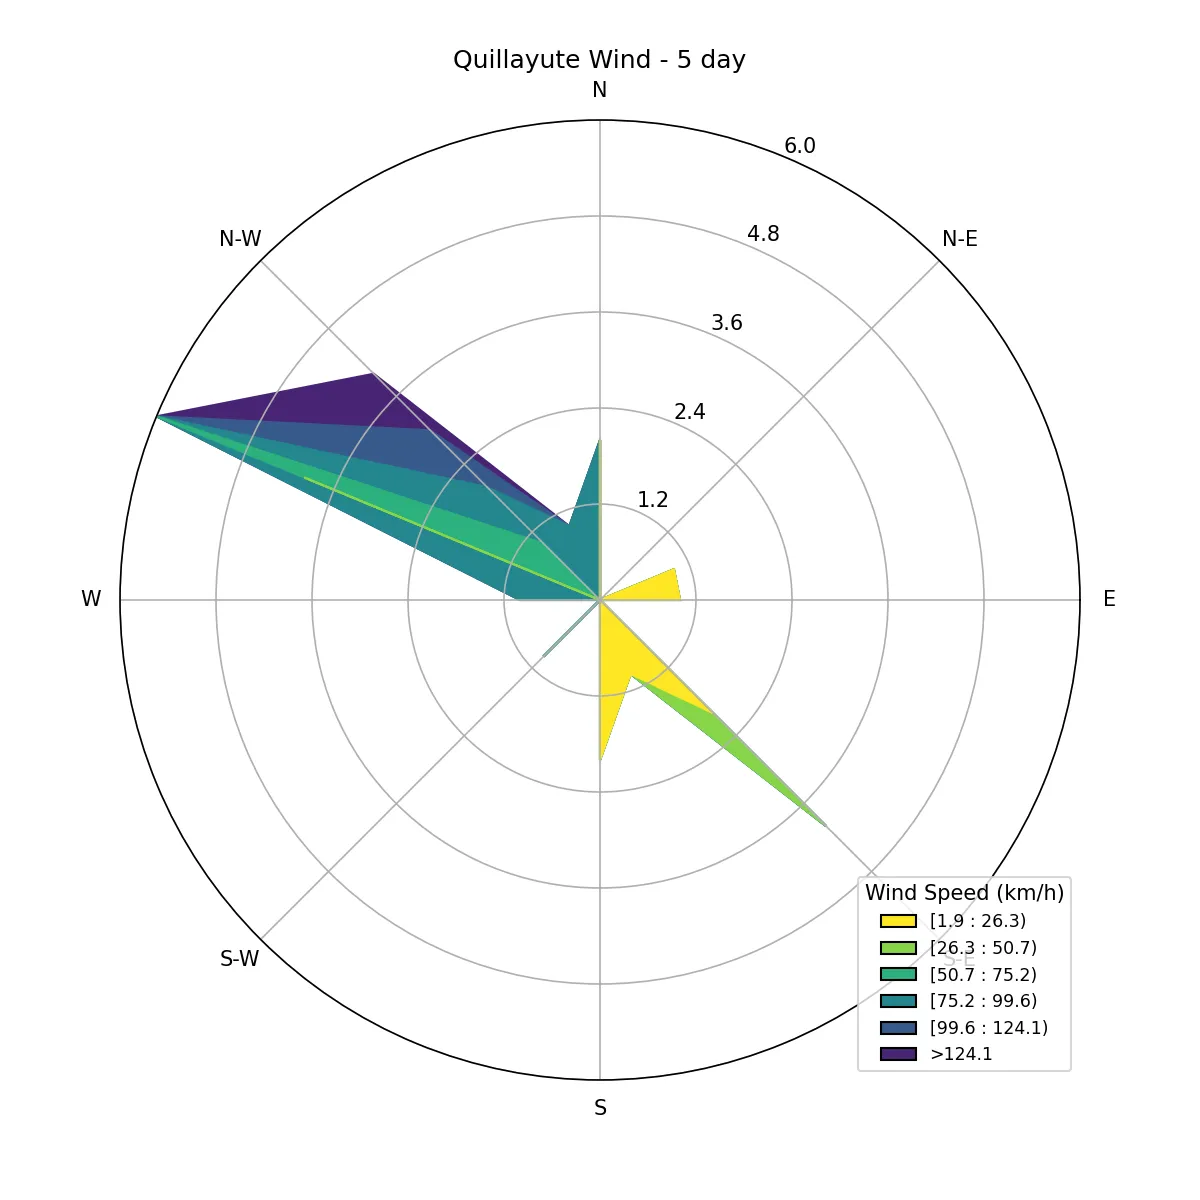 Quillayute Wind - 5 day
N
6.0
N-W
4.8
N-E
3.6
2.4
1.2
W
E
S-W
S-E
S
Wind Speed (km/h)
[1.9 : 26.3)
[26.3 : 50.7)
[50.7 : 75.2)
[75.2 : 99.6)
[99.6 : 124.1)
>124.1